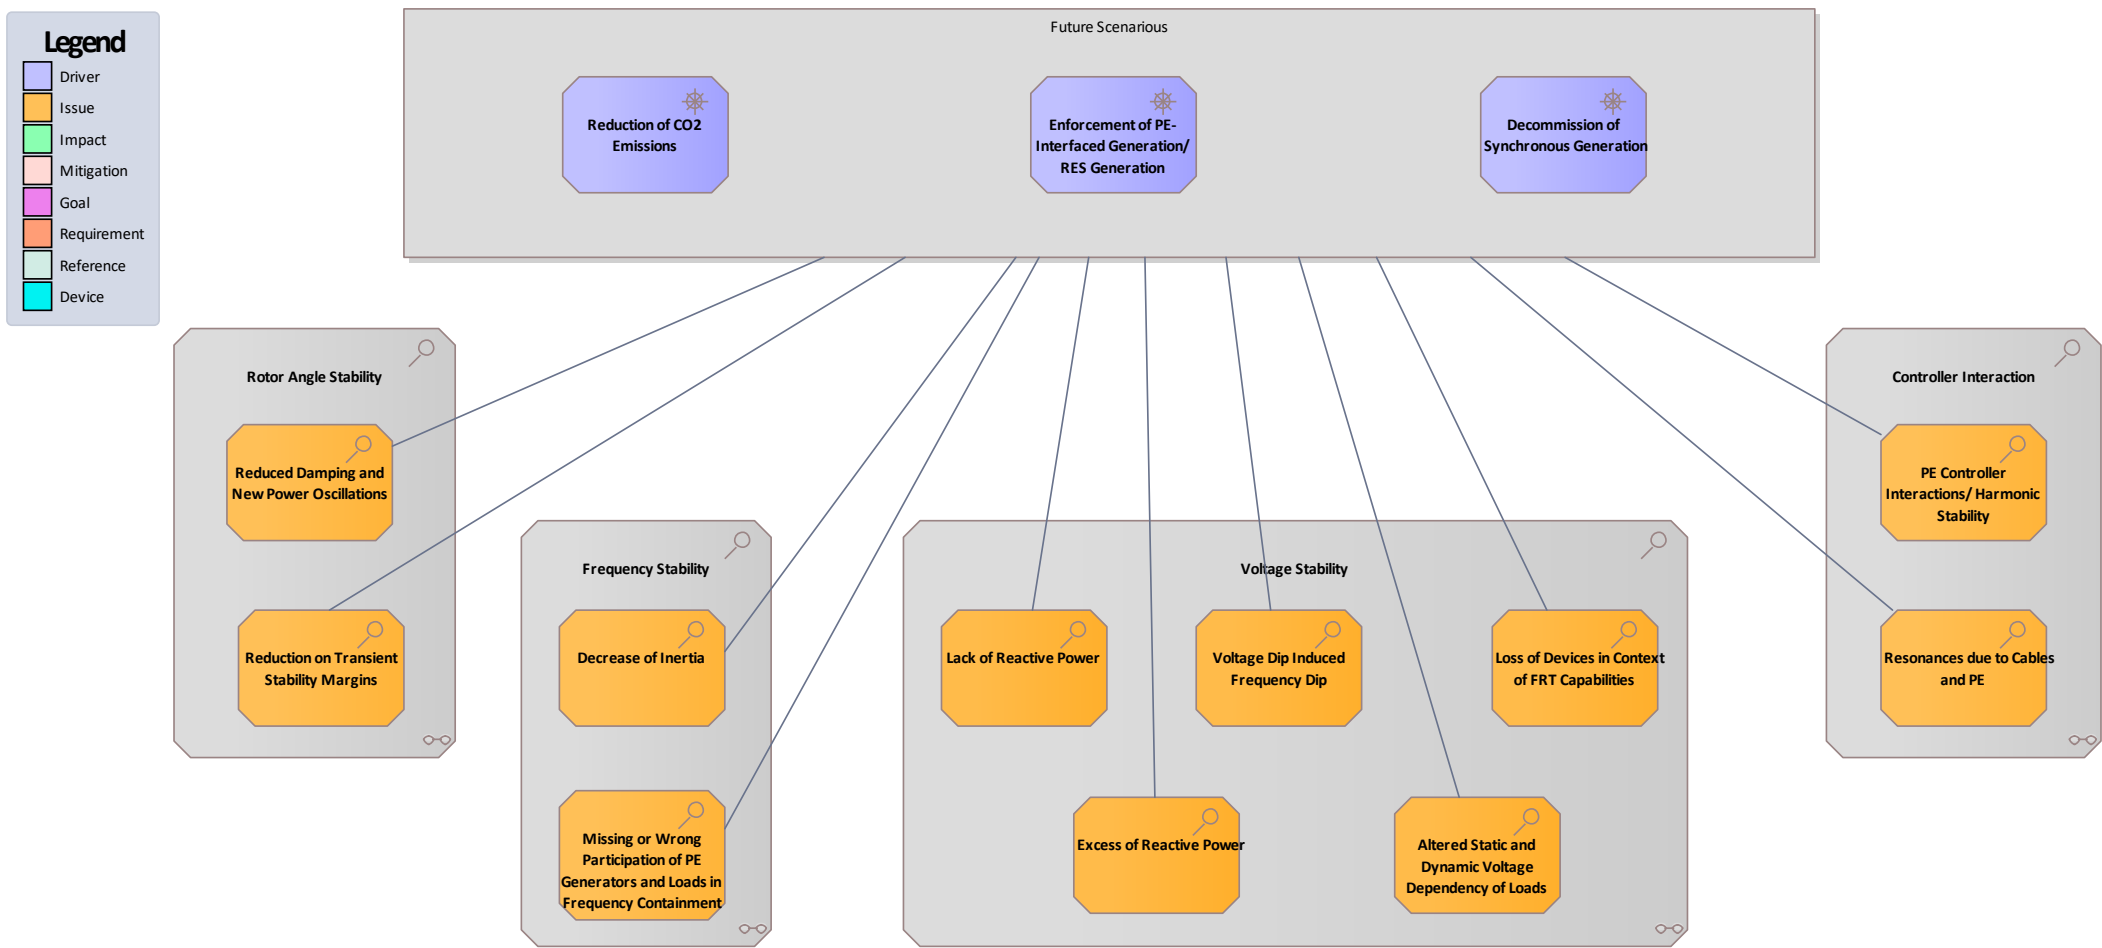 Legend
Driver
Issue
Impact
Mitigation
Goal
Requirement
Reference
Device
Future Scenarious
Reduction of CO2
Emissions
Enforcement of PE-
Interfaced Generation/
RES Generation
Decommission of
Synchronous Generation
Rotor Angle Stability
Reduced Damping and
New Power Oscillations
Reduction on Transient
Stability Margins
Frequency Stability
Decrease of Inertia
Missing or Wrong
Participation of PE
Generators and Loads in
Frequency Containment
Voltage Stability
Lack of Reactive Power
Voltage Dip Induced
Frequency Dip
Loss of Devices in Context
of FRT Capabilities
Excess of Reactive Power
Altered Static and
Dynamic Voltage
Dependency of Loads
Controller Interaction
PE Controller
Interactions/ Harmonic
Stability
Resonances due to Cables
and PE